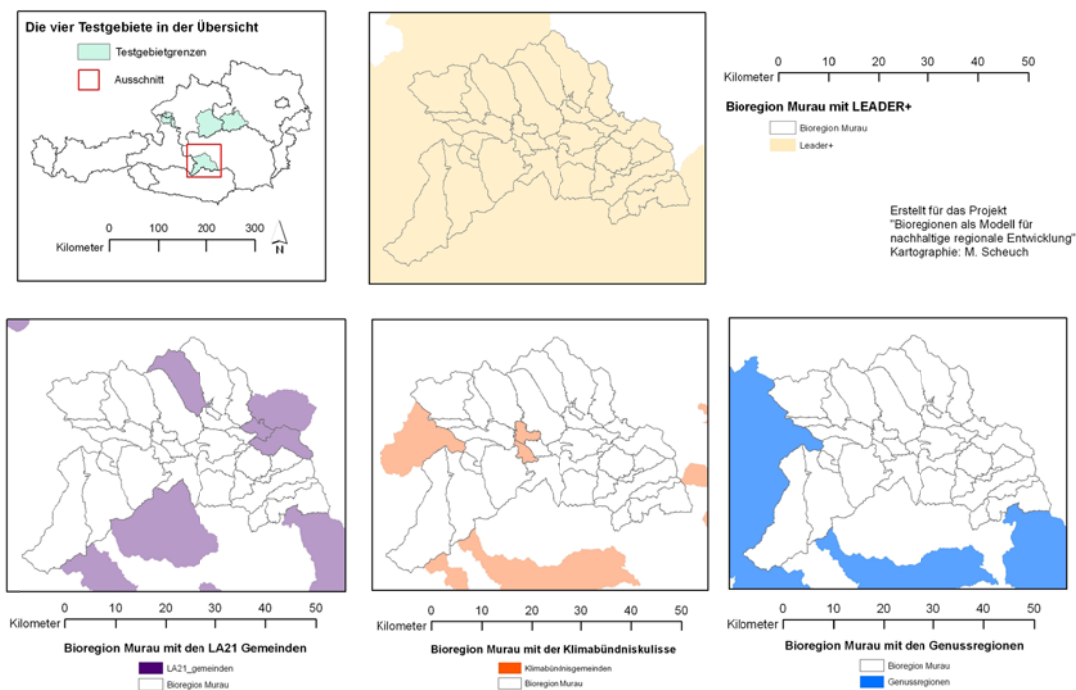 Die vier Testgebiete in der Übersicht
Testgebietgrenzen
Ausschnitt
0 100 200 300
Kilometer
N
0 10 20 30 40 50
Kilometer
Bioregion Murau mit LEADER+
Bioregion Murau
Leader+
Erstellt für das Projekt
"Bioregionen als Modell für
nachhaltige regionale Entwicklung"
Kartographie: M. Scheuch
0 10 20 30 40 50
Kilometer
Bioregion Murau mit den LA21 Gemeinden
LA21_gemeinden
Bioregion Murau
0 10 20 30 40 50
Kilometer
Bioregion Murau mit der Klimabündniskulisse
Klimabündnisgemeinden
Bioregion Murau
0 10 20 30 40 50
Kilometer
Bioregion Murau mit den Genussregionen
Bioregion Murau
Genussregionen